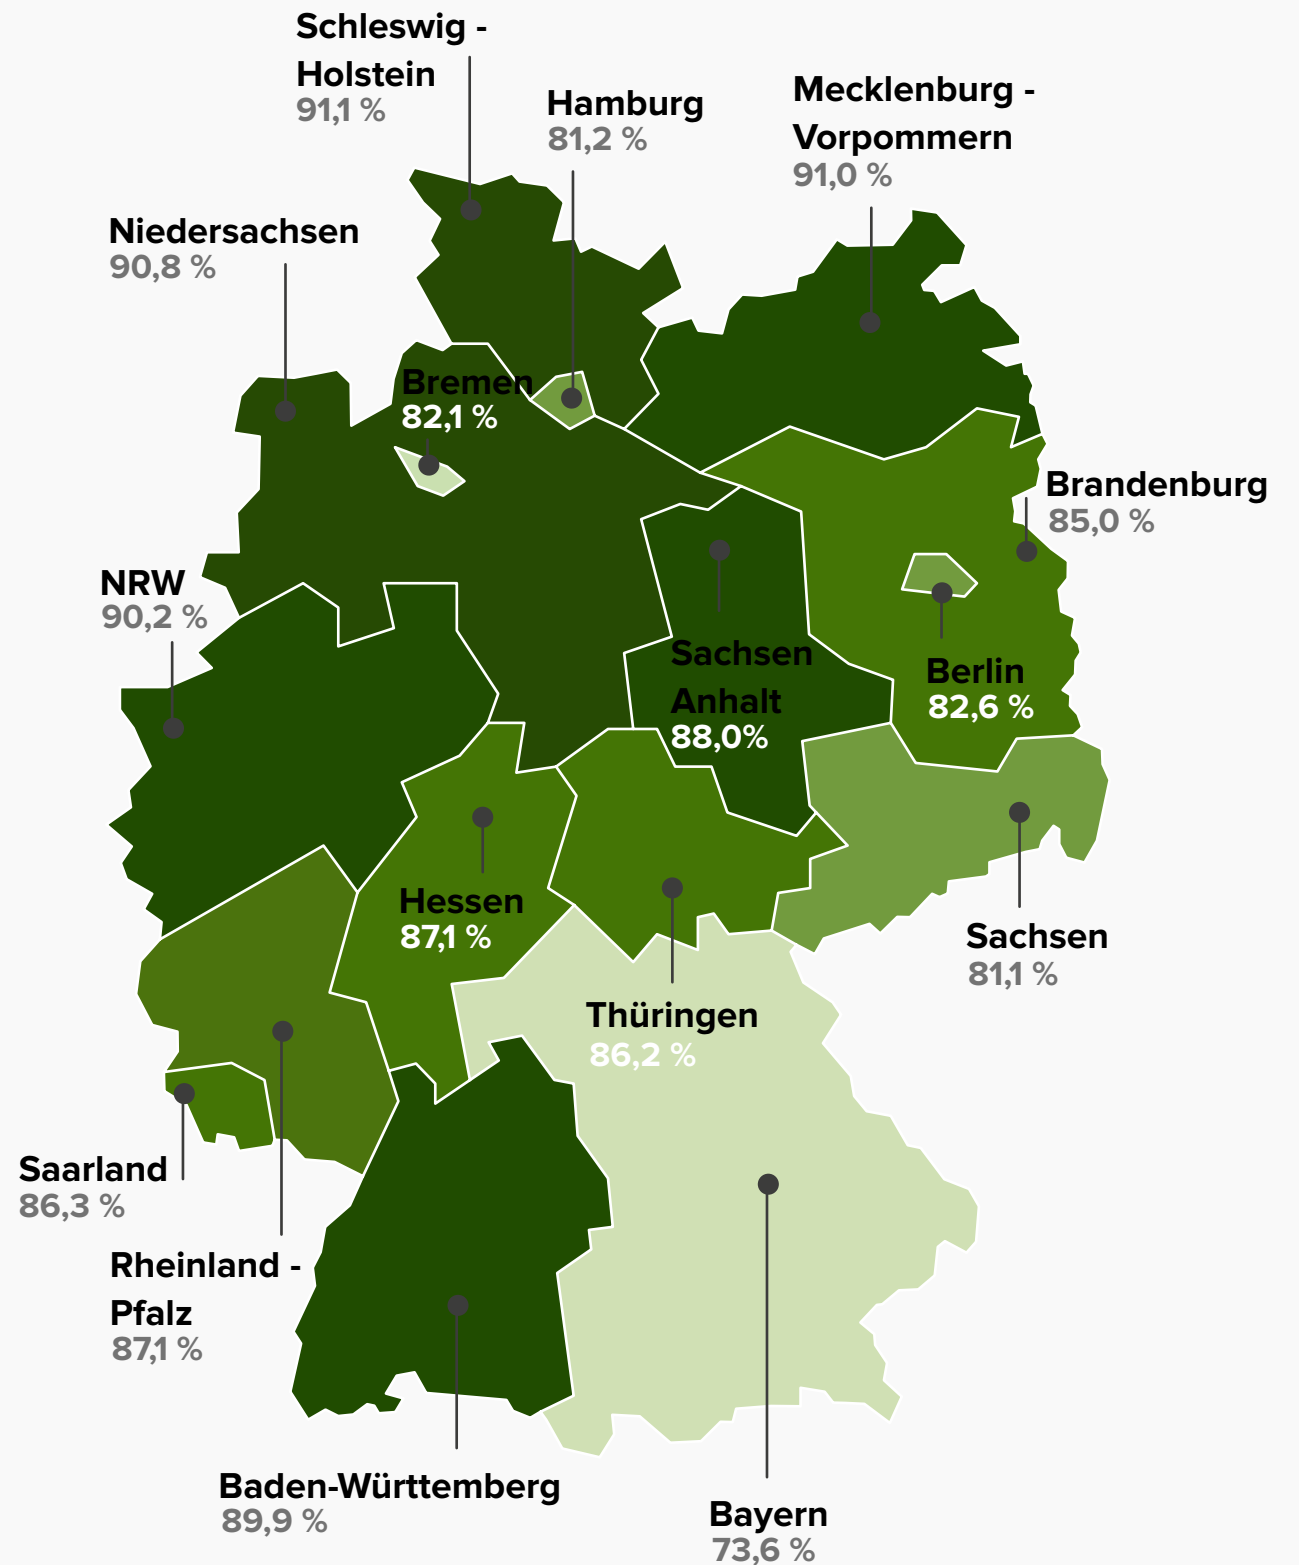 Schleswig -
Holstein
91,1 %
Hamburg
81,2 %
Mecklenburg -
Vorpommern
91,0 %
Niedersachsen
90,8 %
Bremen
82,1 %
Brandenburg
85,0 %
NRW
90,2 %
Sachsen
Anhalt
88,0%
Berlin
82,6 %
Hessen
87,1 %
Sachsen
81,1 %
Thüringen
86,2 %
Saarland
86,3 %
Rheinland -
Pfalz
87,1 %
Baden-Württemberg
89,9 %
Bayern
73,6 %